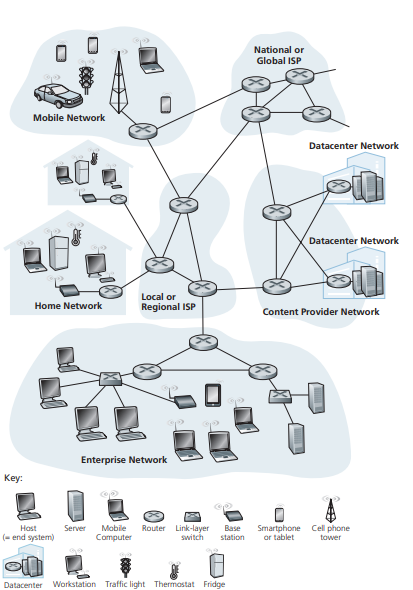 National or
Global ISP
Mobile Network
Datacenter Network
Datacenter Network
Home Network
Local or
Regional ISP
Content Provider Network
Enterprise Network
Key:
Host
(= end system)
Server
Mobile
Computer
Router
Link-layer
switch
Base
station
Smartphone
or tablet
Cell phone
tower
Datacenter
Workstation
Traffic light
Thermostat
Fridge